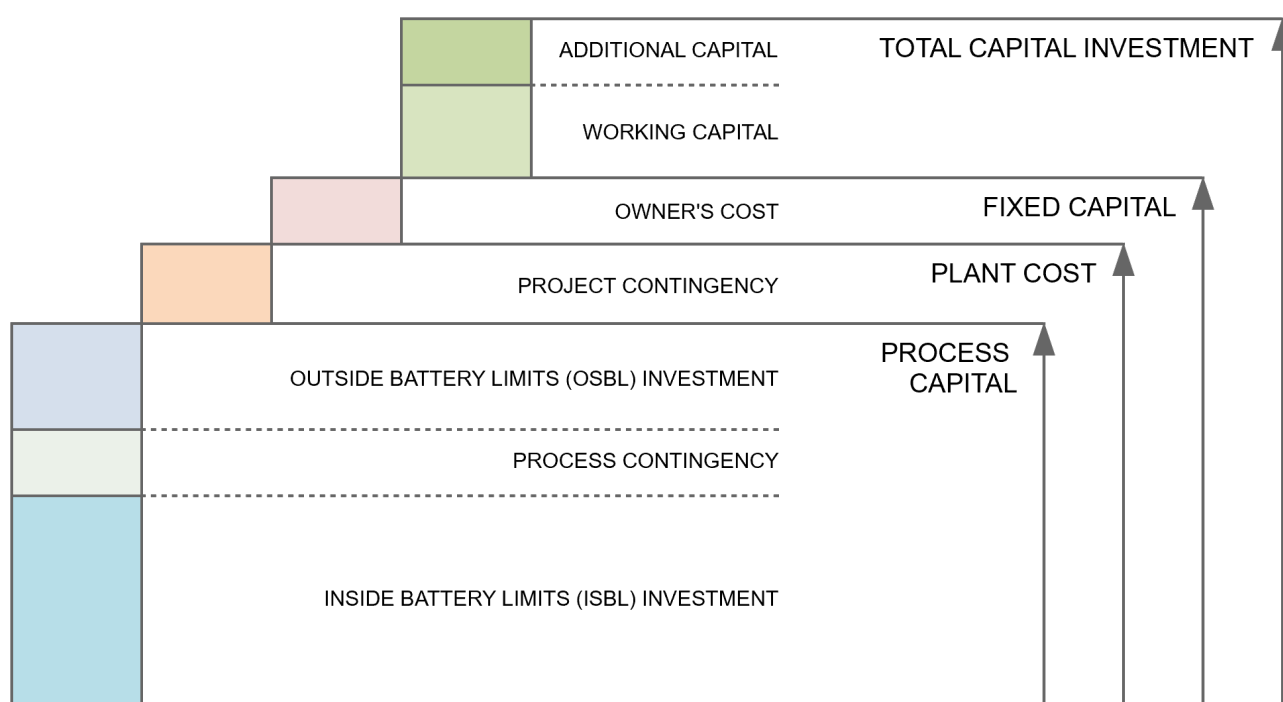 ADDITIONAL CAPITAL
TOTAL CAPITAL INVESTMENT
WORKING CAPITAL
OWNER'S COST
FIXED CAPITAL
PROJECT CONTINGENCY
PLANT COST
OUTSIDE BATTERY LIMITS (OSBL) INVESTMENT
PROCESS
CAPITAL
PROCESS CONTINGENCY
INSIDE BATTERY LIMITS (ISBL) INVESTMENT